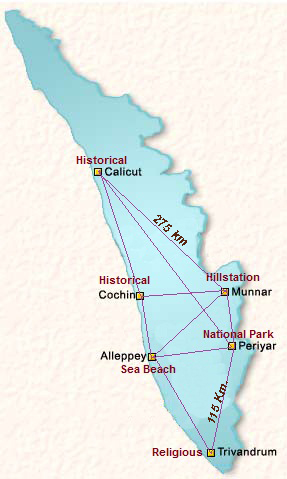 Historical
Calicut
275 km
Historical
Cochin
Hillstation
Munnar
National Park
Periyar
Alleppey
Sea Beach
115 Km.
Religious
Trivandrum